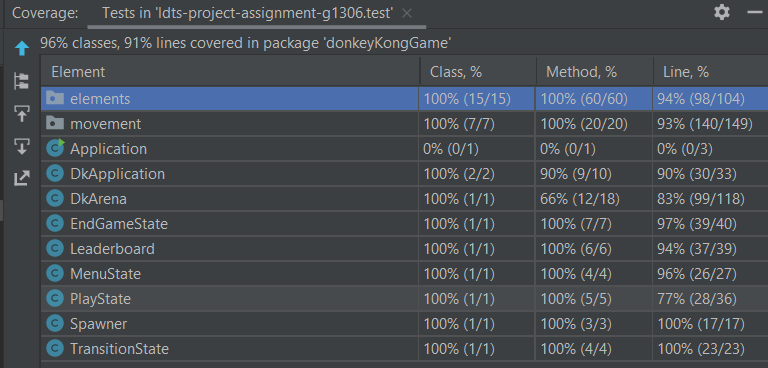 Coverage: Tests in 'ldts-project-assignment-g1306.test' ×
96% classes, 91% lines covered in package 'donkeyKongGame'
Element Class, % Method, % Line, %
elements 100% (15/15) 100% (60/60) 94% (98/104)
movement 100% (7/7) 100% (20/20) 93% (140/149)
Application 0% (0/1) 0% (0/1) 0% (0/3)
DkApplication 100% (2/2) 90% (9/10) 90% (30/33)
DkArena 100% (1/1) 66% (12/18) 83% (99/118)
EndGameState 100% (1/1) 100% (7/7) 97% (39/40)
Leaderboard 100% (1/1) 100% (6/6) 94% (37/39)
MenuState 100% (1/1) 100% (4/4) 96% (26/27)
PlayState 100% (1/1) 100% (5/5) 77% (28/36)
Spawner 100% (1/1) 100% (3/3) 100% (17/17)
TransitionState 100% (1/1) 100% (4/4) 100% (23/23)